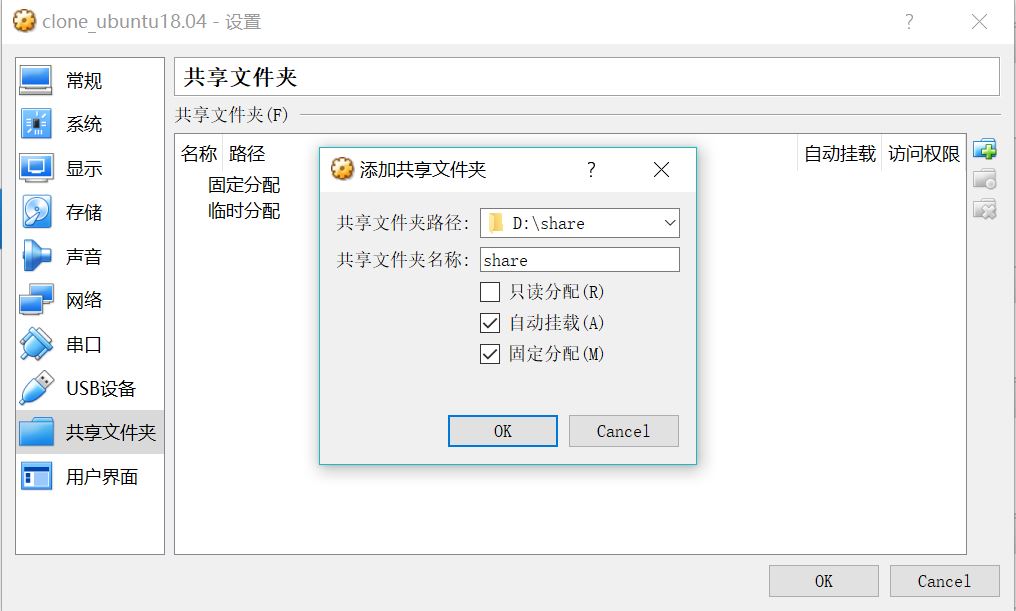 clone_ubuntu18.04 - 设置
?
常规
系统
显示
存储
声音
网络
串口
USB设备
共享文件夹
用户界面
共享文件夹
共享文件夹(F)
名称 路径 自动挂载 访问权限
固定分配
临时分配
添加共享文件夹 ?
共享文件夹路径: D:\share
共享文件夹名称: share
只读分配(R)
自动挂载(A)
固定分配(M)
OK Cancel
OK Cancel